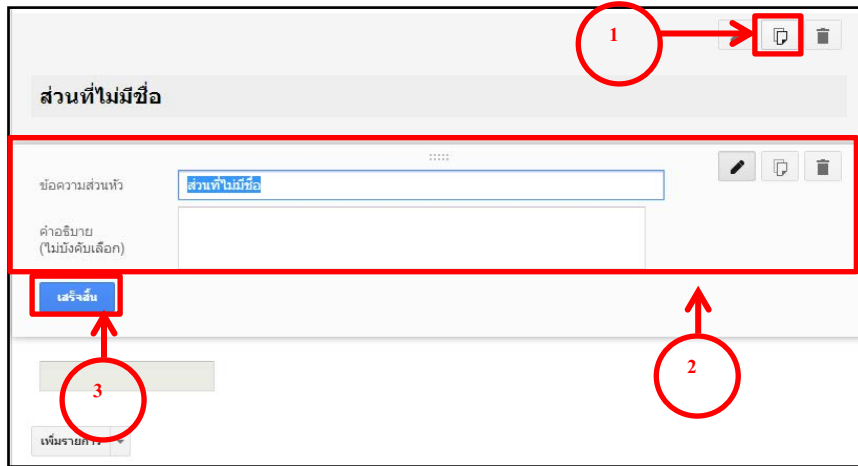 1
ส่วนที่ไม่มีชื่อ
ข้อความส่วนหัว
ส่วนที่ไม่มีชื่อ
คำอธิบาย
(ไม่บังคับเลือก)
เสร็จสิ้น
2
3
เพิ่มรายการ